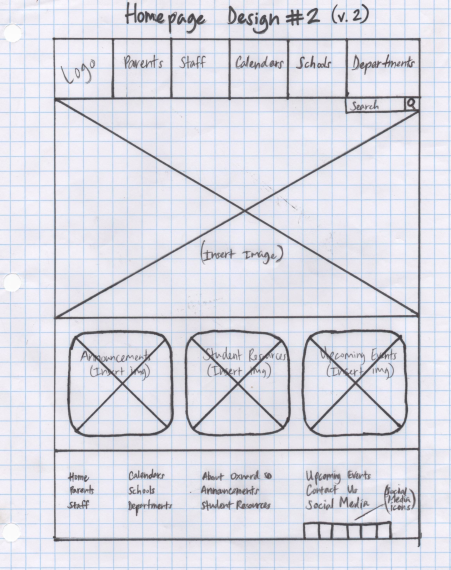 Homepage Design #2 (v.2)
Logo Parents Staff Calendars Schools Departments
Search
(Insert Image)
Announcements Student Resources Upcoming Events
(Insert Img) (Insert img) (Insert img)
Home Calendars About Oxnard SD Upcoming Events
Parents Schools Announcements Contact Us
Staff Departments Student Resources Social Media
(Social Media icons)